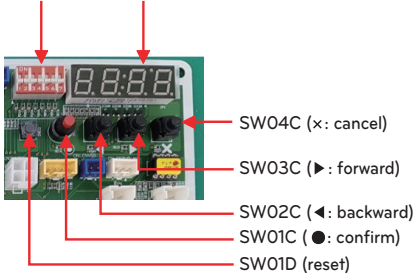 SW04C (×: cancel)
SW03C (▶: forward)
SW02C (◀: backward)
SW01C (●: confirm)
SW01D (reset)